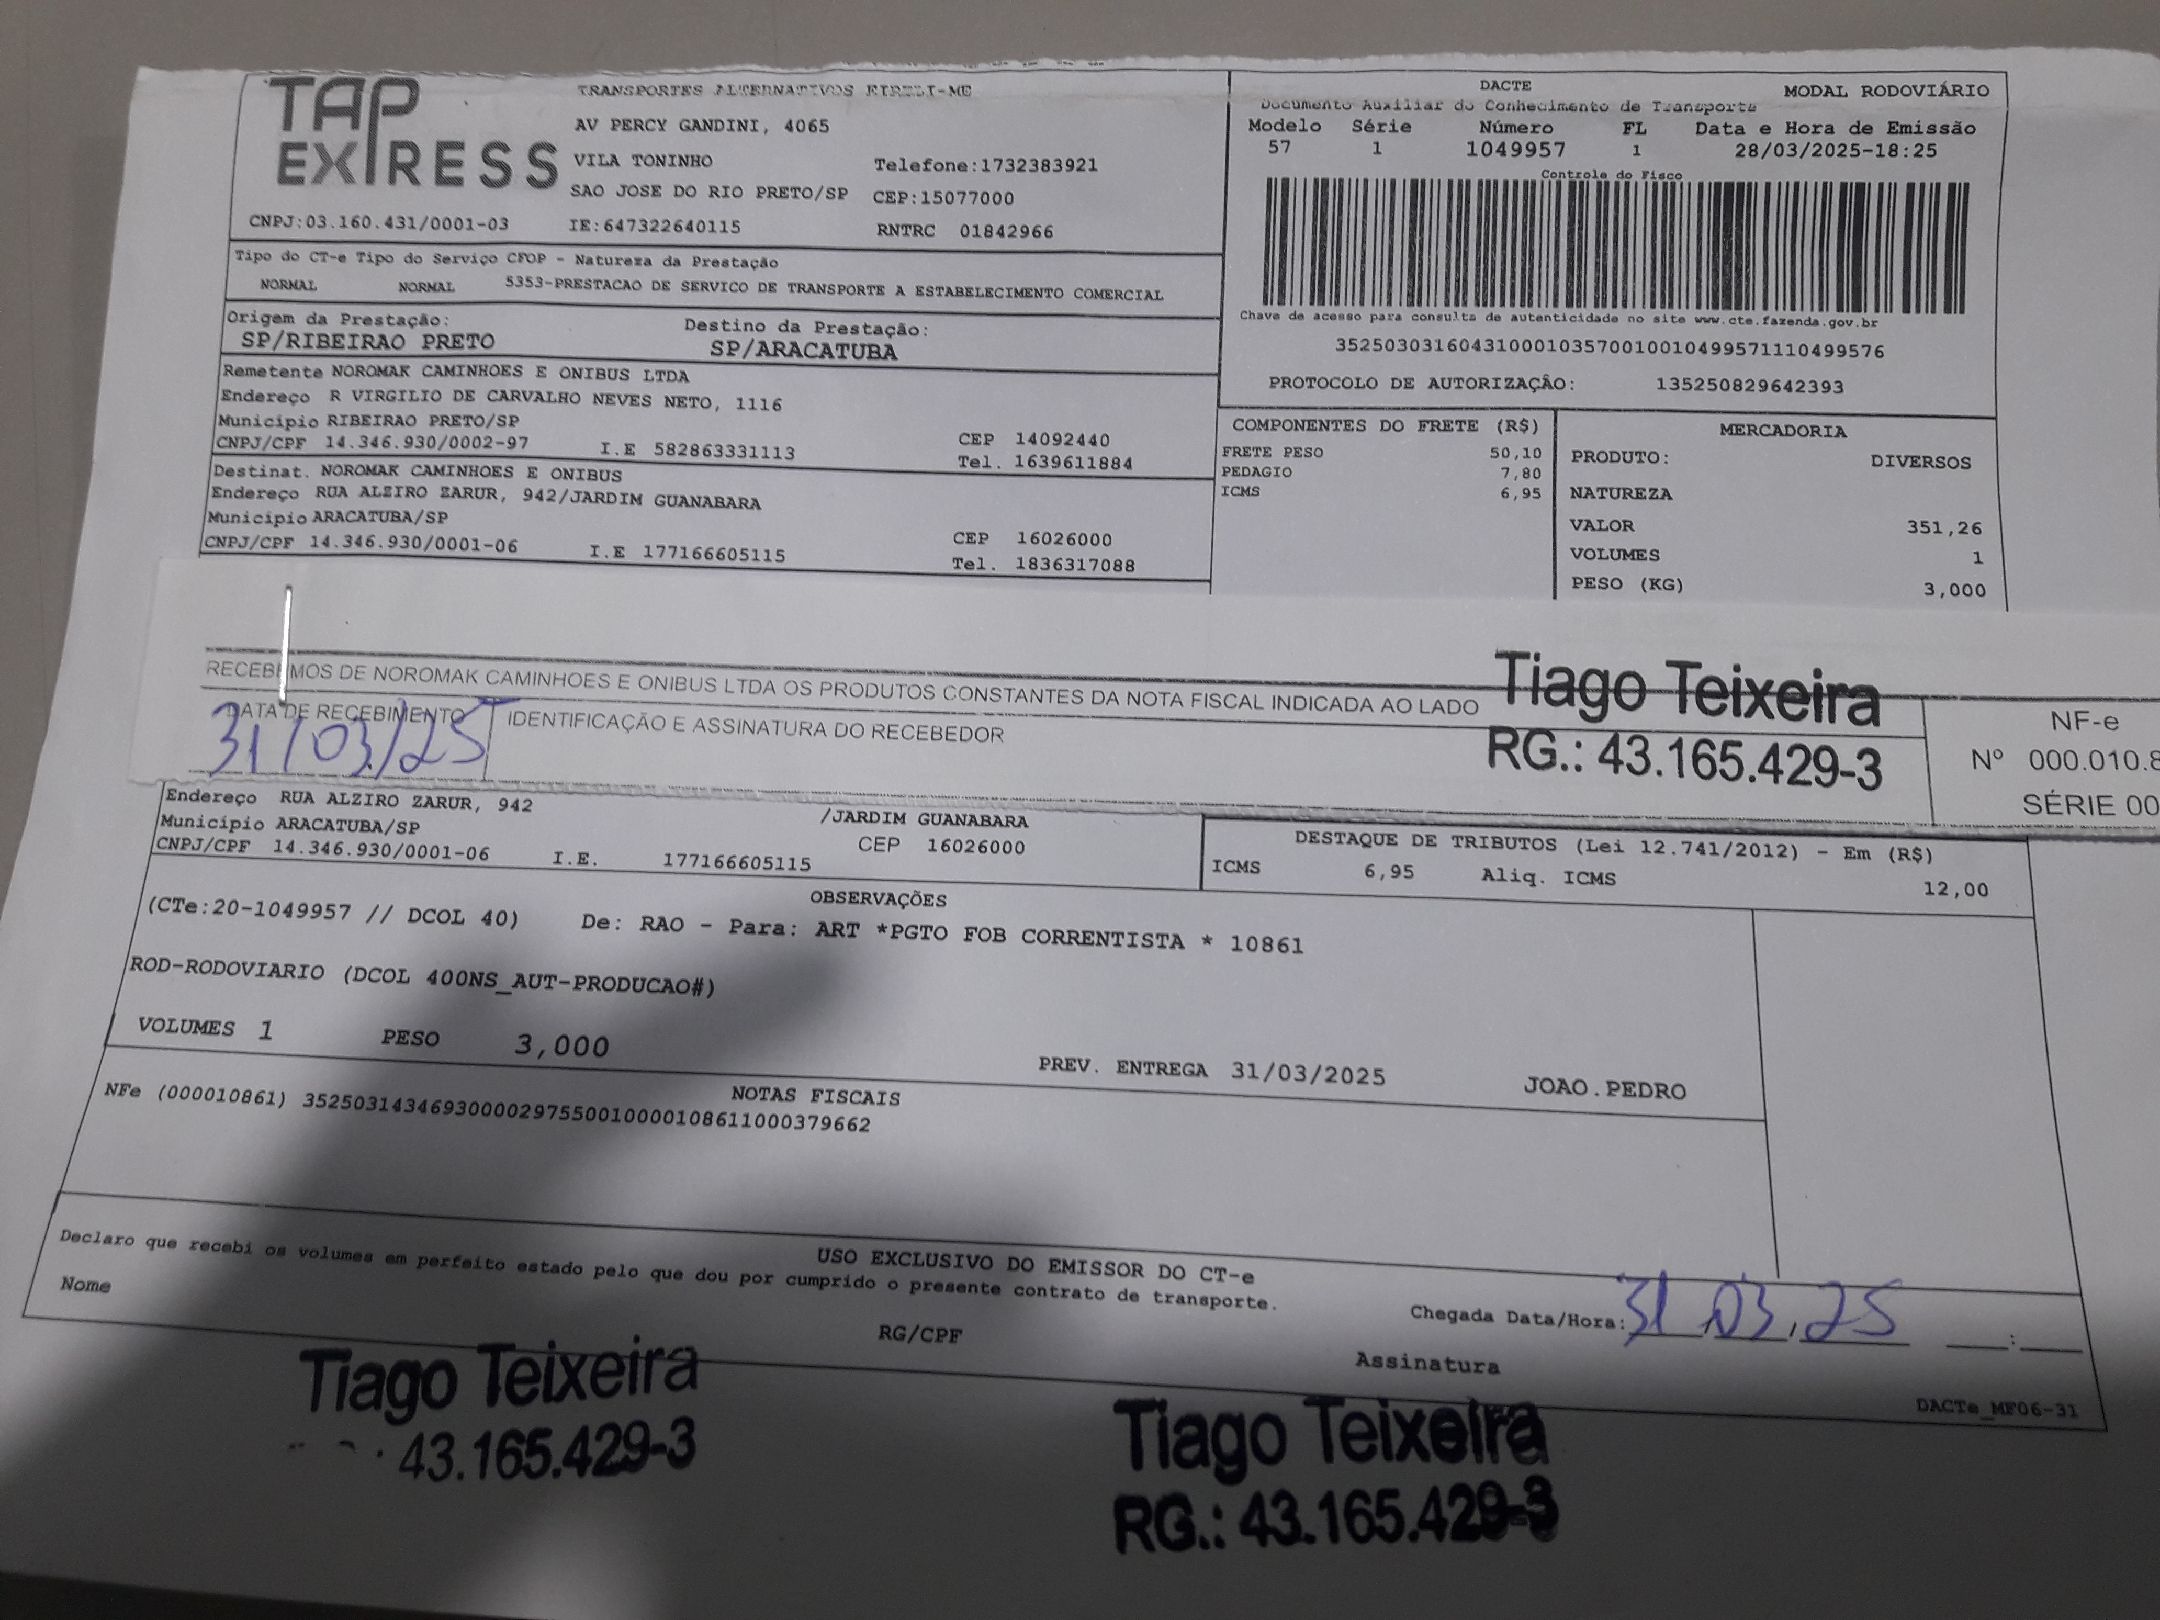 TAP EXPRESS
TRANSPORTES ALTERNATIVOS EIRELI-ME
AV PERCY GANDINI, 4065
VILA TONINHO Telefone:1732383921
SAO JOSE DO RIO PRETO/SP CEP:15077000
CNPJ:03.160.431/0001-03 IE:647322640115 RNTRC 01842966
DACTE MODAL RODOVIÁRIO
Documento Auxiliar do Conhecimento de Transporte
Modelo Série Número FL Data e Hora de Emissão
57 1 1049957 1 28/03/2025-18:25
Controle do Fisco
Chave de acesso para consulta de autenticidade no site www.cte.fazenda.gov.br
35250303160431000103570010010499571110499576
PROTOCOLO DE AUTORIZAÇÂO: 135250829642393
Tipo do CT-e Tipo do Serviço CFOP - Natureza da Prestação
NORMAL NORMAL 5353-PRESTACAO DE SERVICO DE TRANSPORTE A ESTABELECIMENTO COMERCIAL
Origem da Prestação: Destino da Prestação:
SP/RIBEIRAO PRETO SP/ARACATUBA
Remetente NOROMAK CAMINHOES E ONIBUS LTDA
Endereço R VIRGILIO DE CARVALHO NEVES NETO, 1116
Município RIBEIRAO PRETO/SP CEP 14092440
CNPJ/CPF 14.346.930/0002-97 I.E 582863331113 Tel. 1639611884
Destinat. NOROMAK CAMINHOES E ONIBUS
Endereço RUA ALZIRO ZARUR, 942/JARDIM GUANABARA
Município ARACATUBA/SP CEP 16026000
CNPJ/CPF 14.346.930/0001-06 I.E 177166605115 Tel. 1836317088
COMPONENTES DO FRETE (R$)
FRETE PESO 50,10
PEDAGIO 7,80
ICMS 6,95
MERCADORIA
PRODUTO: DIVERSOS
NATUREZA
VALOR 351,26
VOLUMES 1
PESO (KG) 3,000
RECEBEMOS DE NOROMAK CAMINHOES E ONIBUS LTDA OS PRODUTOS CONSTANTES DA NOTA FISCAL INDICADA AO LADO
DATA DE RECEBIMENTO IDENTIFICAÇÃO E ASSINATURA DO RECEBEDOR
31/03/25
Tiago Teixeira
RG.: 43.165.429-3
NF-e
Nº 000.010.8
SÉRIE 00
Endereço RUA ALZIRO ZARUR, 942 /JARDIM GUANABARA
Município ARACATUBA/SP CEP 16026000
CNPJ/CPF 14.346.930/0001-06 I.E. 177166605115
DESTAQUE DE TRIBUTOS (Lei 12.741/2012) - Em (R$)
ICMS 6,95 Aliq. ICMS 12,00
OBSERVAÇÕES
(CTe:20-1049957 // DCOL 40) De: RAO - Para: ART *PGTO FOB CORRENTISTA * 10861
ROD-RODOVIARIO (DCOL 400NS_AUT-PRODUCAO#)
VOLUMES 1 PESO 3,000 PREV. ENTREGA 31/03/2025 JOAO.PEDRO
NOTAS FISCAIS
NFe (000010861) 35250314346930000297550010000108611000379662
USO EXCLUSIVO DO EMISSOR DO CT-e
Declaro que recebi os volumes em perfeito estado pelo que dou por cumprido o presente contrato de transporte.
Nome RG/CPF Chegada Data/Hora: 31/03/25 :
Assinatura
DACTe_MF06-31
Tiago Teixeira
43.165.429-3
Tiago Teixeira
RG.: 43.165.429-3